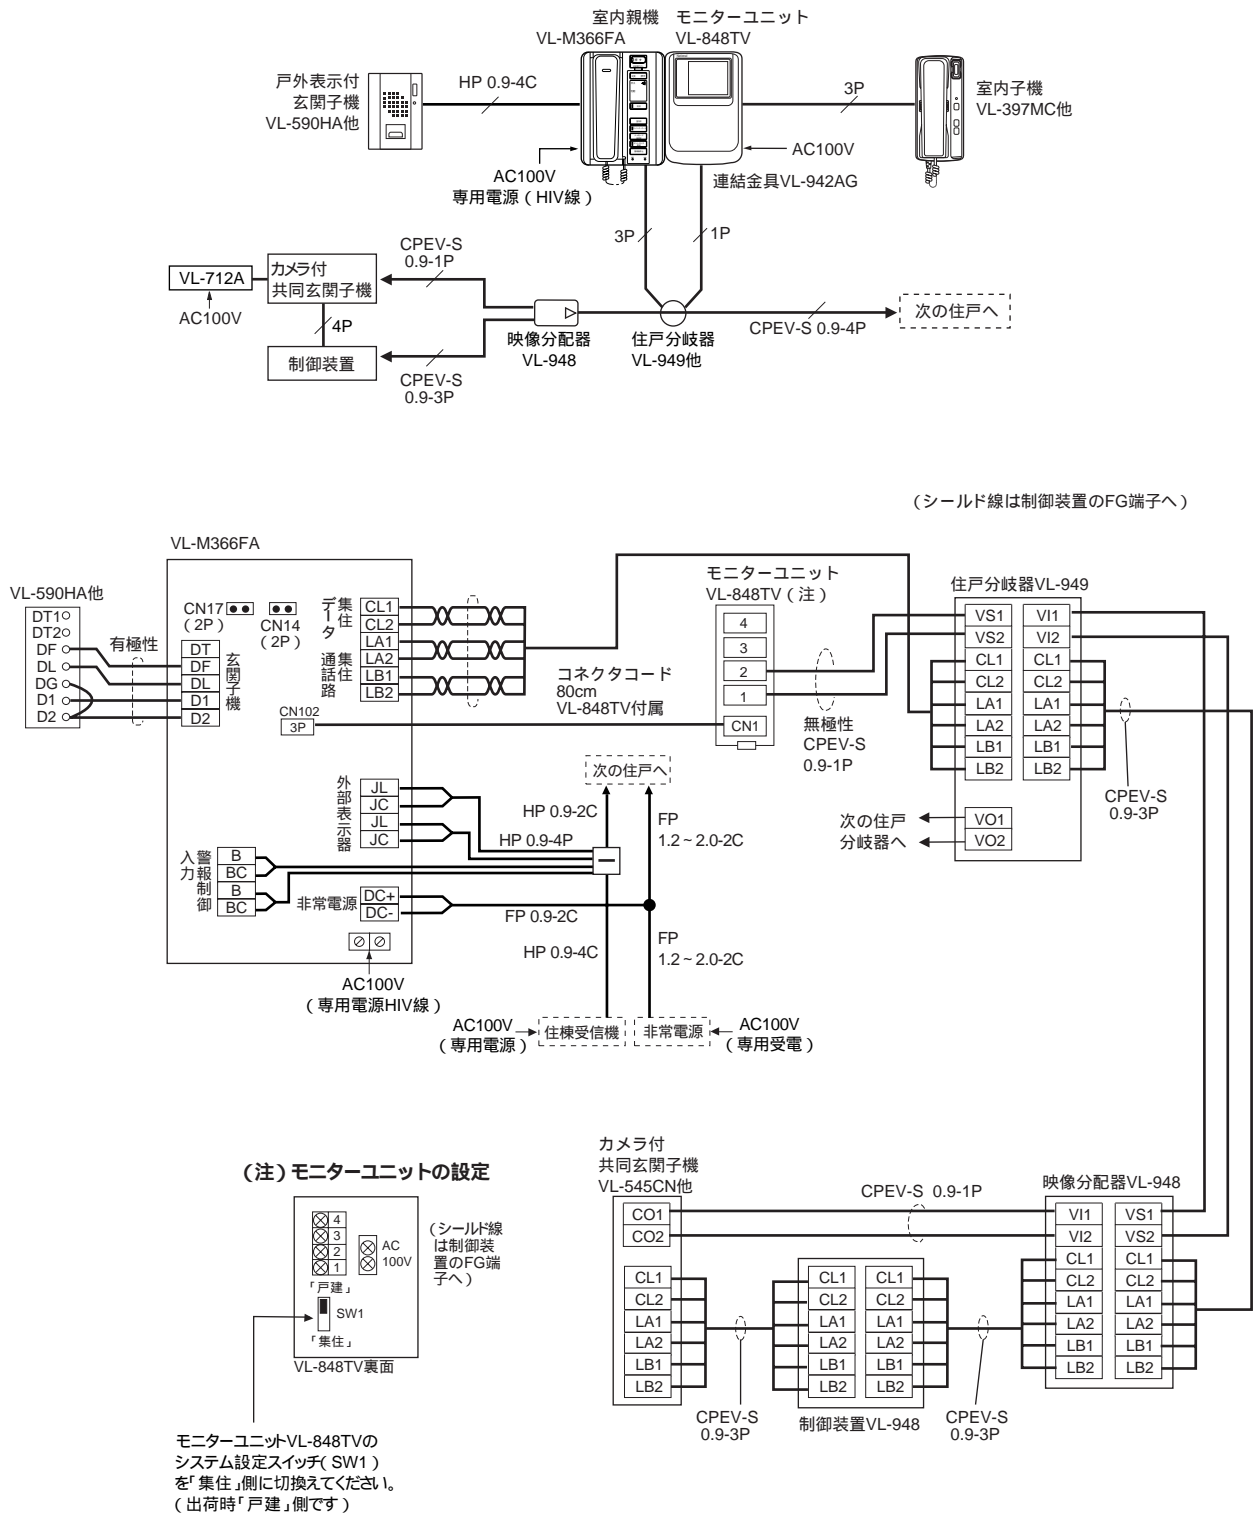 室内親機
VL-M366FA
モニターユニット
VL-848TV
戸外表示付
玄関子機
VL-590HA他
HP 0.9-4C
3P
室内子機
VL-397MC他
AC100V
専用電源（HIV線）
AC100V
連結金具VL-942AG
3P
1P
CPEV-S
0.9-1P
VL-712A
カメラ付
共同玄関子機
AC100V
4P
制御装置
CPEV-S
0.9-3P
映像分配器
VL-948
住戸分岐器
VL-949他
CPEV-S 0.9-4P
次の住戸へ
（シールド線は制御装置のFG端子へ）
VL-M366FA
VL-590HA他
DT1
DT2
DF
DL
DG
D1
D2
有極性
CN17
（2P）
CN14
（2P）
DT
DF
DL
D1
D2
玄関子機
集住
データ
集住
通話路
CL1
CL2
LA1
LA2
LB1
LB2
CN102
3P
コネクタコード
80cm
VL-848TV付属
モニターユニット
VL-848TV（注）
4
3
2
1
CN1
無極性
CPEV-S
0.9-1P
住戸分岐器VL-949
VS1
VS2
CL1
CL2
LA1
LA2
LB1
LB2
VI1
VI2
CL1
CL2
LA1
LA2
LB1
LB2
VO1
VO2
次の住戸
分岐器へ
CPEV-S
0.9-3P
外部表示器
JL
JC
JL
JC
警報制御
入力
B
BC
B
BC
非常電源
DC+
DC-
AC100V
（専用電源HIV線）
次の住戸へ
HP 0.9-2C
HP 0.9-4P
FP
1.2～2.0-2C
FP 0.9-2C
HP 0.9-4C
FP
1.2～2.0-2C
AC100V
（専用電源）
住棟受信機
非常電源
AC100V
（専用受電）
（注）モニターユニットの設定
4
3
2
1
AC
100V
「戸建」
SW1
「集住」
VL-848TV裏面
（シールド線
は制御装
置のFG端
子へ）
モニターユニットVL-848TVの
システム設定スイッチ（SW1）
を「集住」側に切換えてください。
（出荷時「戸建」側です）
カメラ付
共同玄関子機
VL-545CN他
CO1
CO2
CL1
CL2
LA1
LA2
LB1
LB2
CPEV-S 0.9-1P
CPEV-S
0.9-3P
CL1
CL2
LA1
LA2
LB1
LB2
CL1
CL2
LA1
LA2
LB1
LB2
制御装置VL-948
CPEV-S
0.9-3P
映像分配器VL-948
VI1
VI2
CL1
CL2
LA1
LA2
LB1
LB2
VS1
VS2
CL1
CL2
LA1
LA2
LB1
LB2